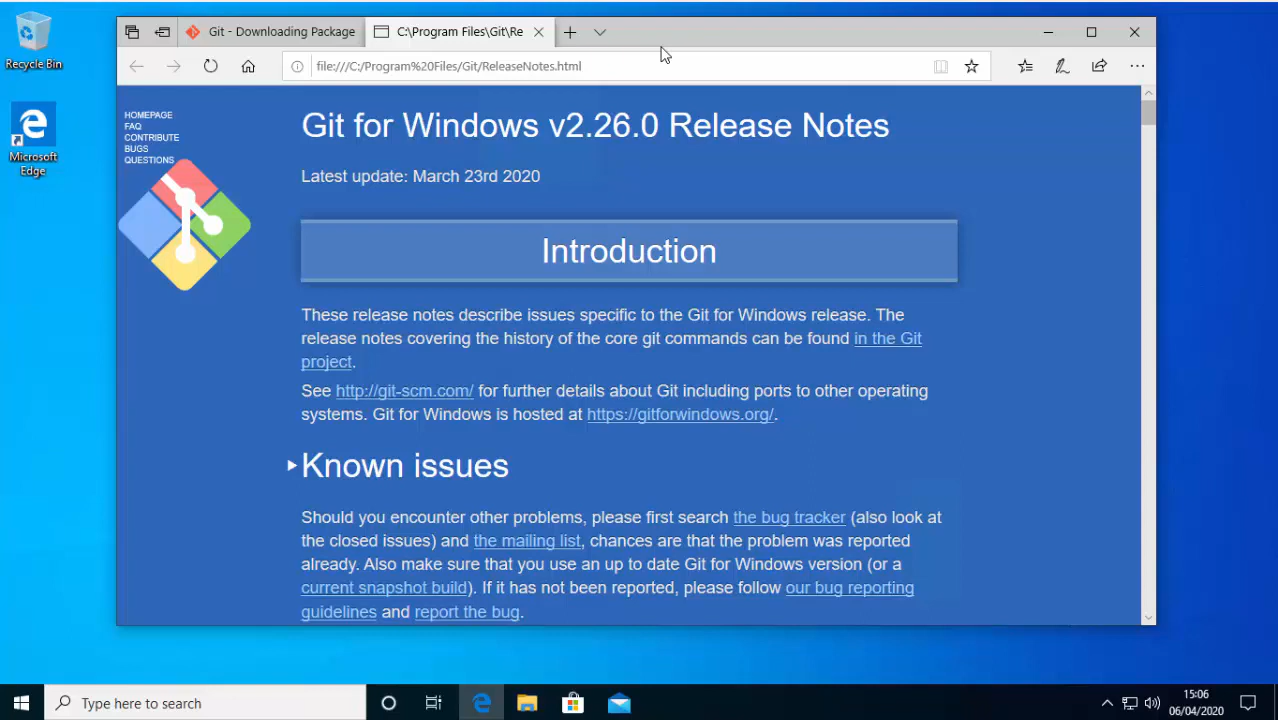 Recycle Bin
Microsoft
Edge
Git - Downloading Package
C:\Program Files\Git\Re
file:///C:/Program%20Files/Git/ReleaseNotes.html
HOMEPAGE
FAQ
CONTRIBUTE
BUGS
QUESTIONS
Git for Windows v2.26.0 Release Notes
Latest update: March 23rd 2020
Introduction
These release notes describe issues specific to the Git for Windows release. The
release notes covering the history of the core git commands can be found in the Git
project.
See http://git-scm.com/ for further details about Git including ports to other operating
systems. Git for Windows is hosted at https://gitforwindows.org/.
Known issues
Should you encounter other problems, please first search the bug tracker (also look at
the closed issues) and the mailing list, chances are that the problem was reported
already. Also make sure that you use an up to date Git for Windows version (or a
current snapshot build). If it has not been reported, please follow our bug reporting
guidelines and report the bug.
Type here to search
15:06
06/04/2020